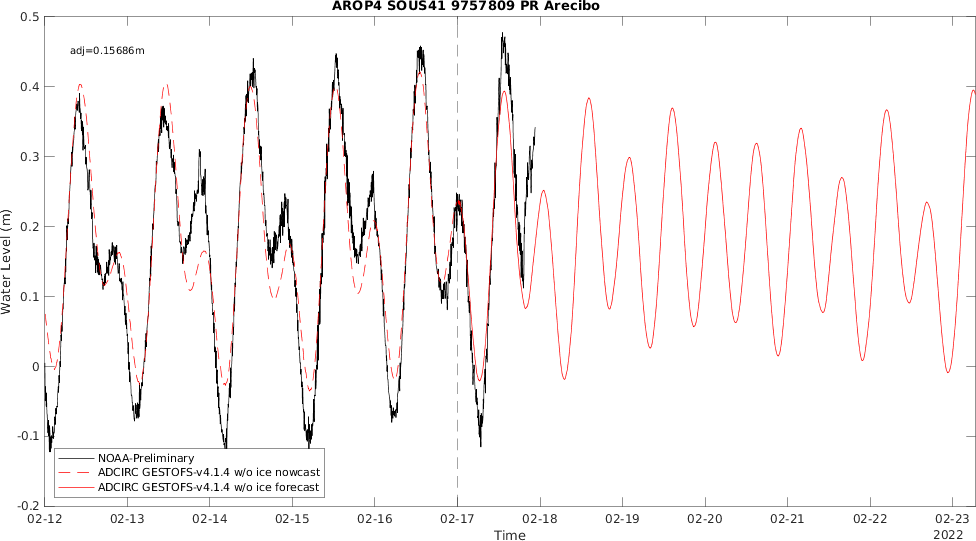 AROP4 SOUS41 9757809 PR Arecibo
adj=0.15686m
0.5
0.4
0.3
0.2
0.1
0
-0.1
-0.2
Water Level (m)
NOAA-Preliminary
ADCIRC GESTOFS-v4.1.4 w/o ice nowcast
ADCIRC GESTOFS-v4.1.4 w/o ice forecast
02-12 02-13 02-14 02-15 02-16 02-17 02-18 02-19 02-20 02-21 02-22 02-23
Time
2022